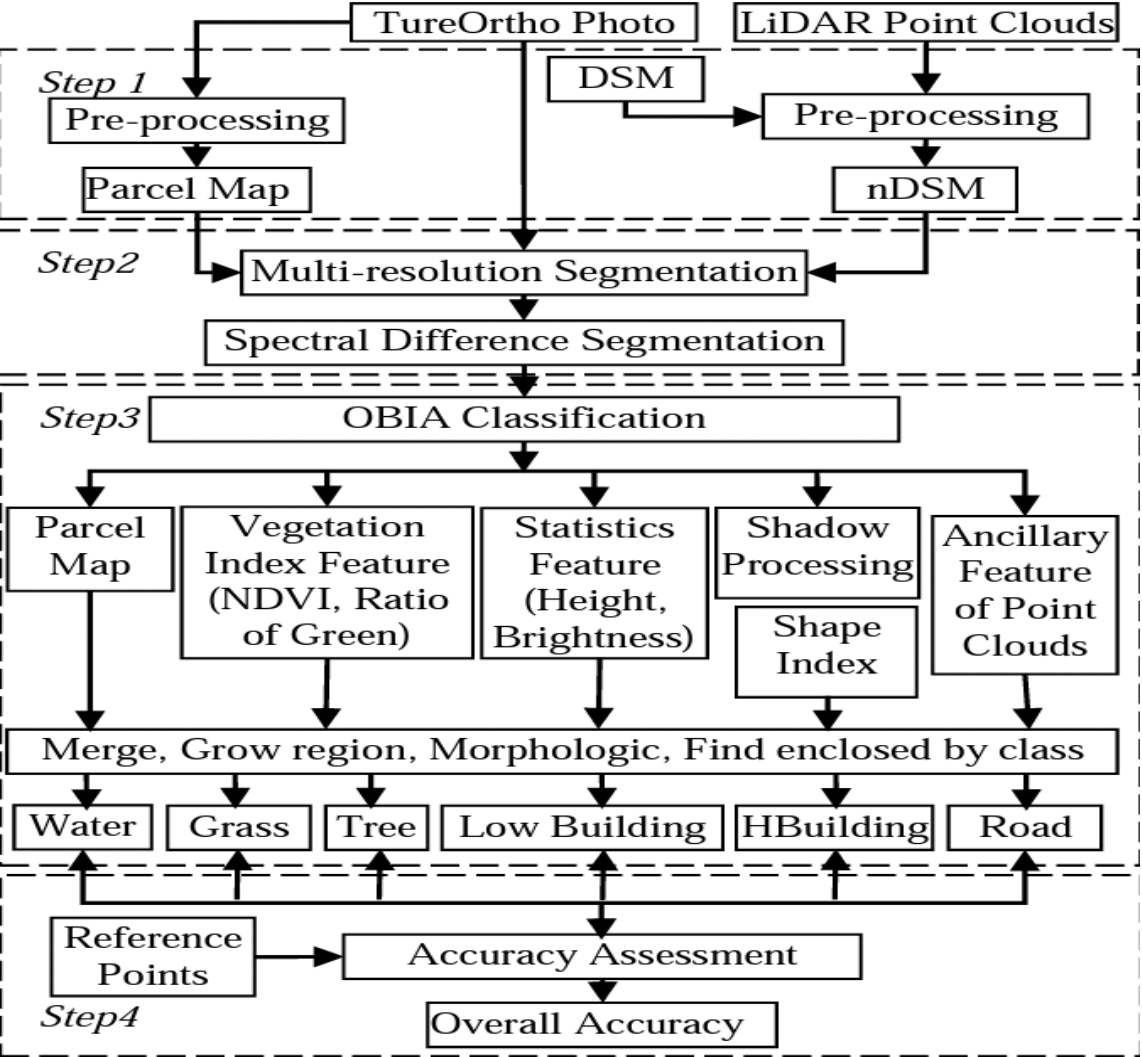 TureOrtho Photo
LiDAR Point Clouds
Step 1
DSM
Pre-processing
Pre-processing
Parcel Map
nDSM
Step2
Multi-resolution Segmentation
Spectral Difference Segmentation
Step3
OBIA Classification
Parcel
Map
Vegetation
Index Feature
(NDVI, Ratio
of Green)
Statistics
Feature
(Height,
Brightness)
Shadow
Processing
Shape
Index
Ancillary
Feature
of Point
Clouds
Merge, Grow region, Morphologic, Find enclosed by class
Water
Grass
Tree
Low Building
HBuilding
Road
Reference
Points
Accuracy Assessment
Step4
Overall Accuracy